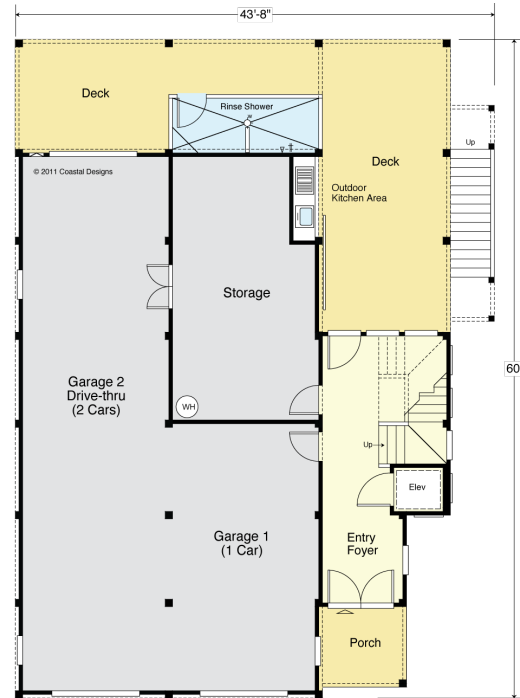 43'-8"
Deck
Rinse Shower
© 2011 Coastal Designs
Deck
Up
Outdoor
Kitchen Area
Storage
60
Garage 2
Drive-thru
(2 Cars)
WH
Up
Elev
Garage 1
(1 Car)
Entry
Foyer
Porch